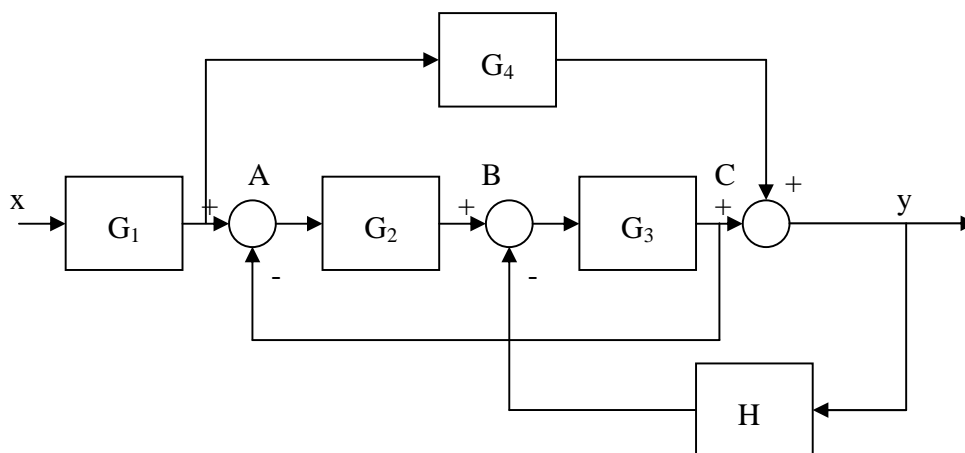 G₄
A
B
C
+
x
G₁
+
G₂
+
G₃
+
y
-
-
H